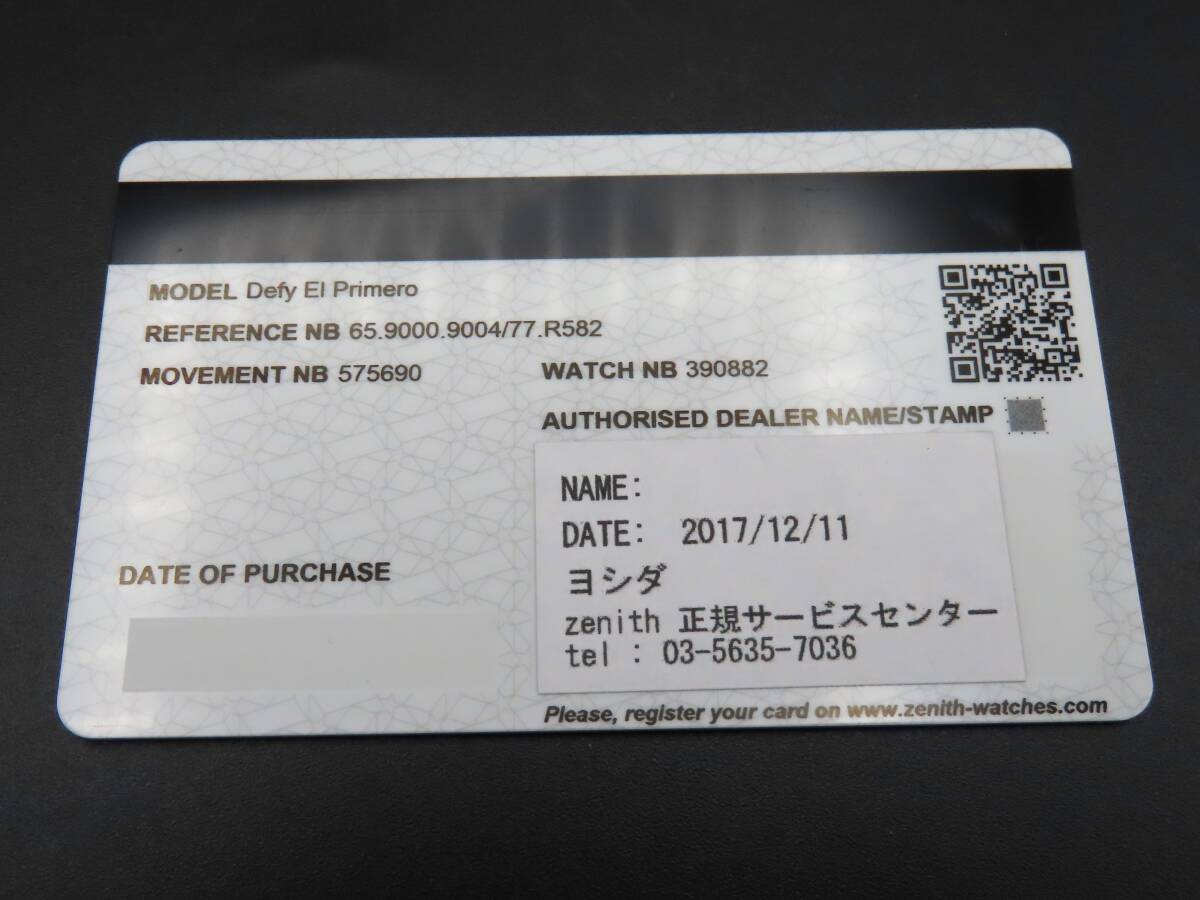 MODEL Defy El Primero
REFERENCE NB 65.9000.9004/77.R582
MOVEMENT NB 575690
WATCH NB 390882
AUTHORISED DEALER NAME/STAMP
NAME:
DATE: 2017/12/11
ヨシダ
zenith 正規サービスセンター
tel : 03-5635-7036
DATE OF PURCHASE
Please, register your card on www.zenith-watches.com